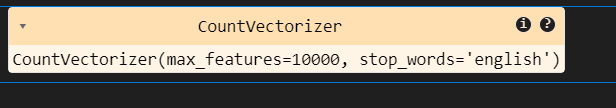 CountVectorizer
CountVectorizer(max_features=10000, stop_words='english')